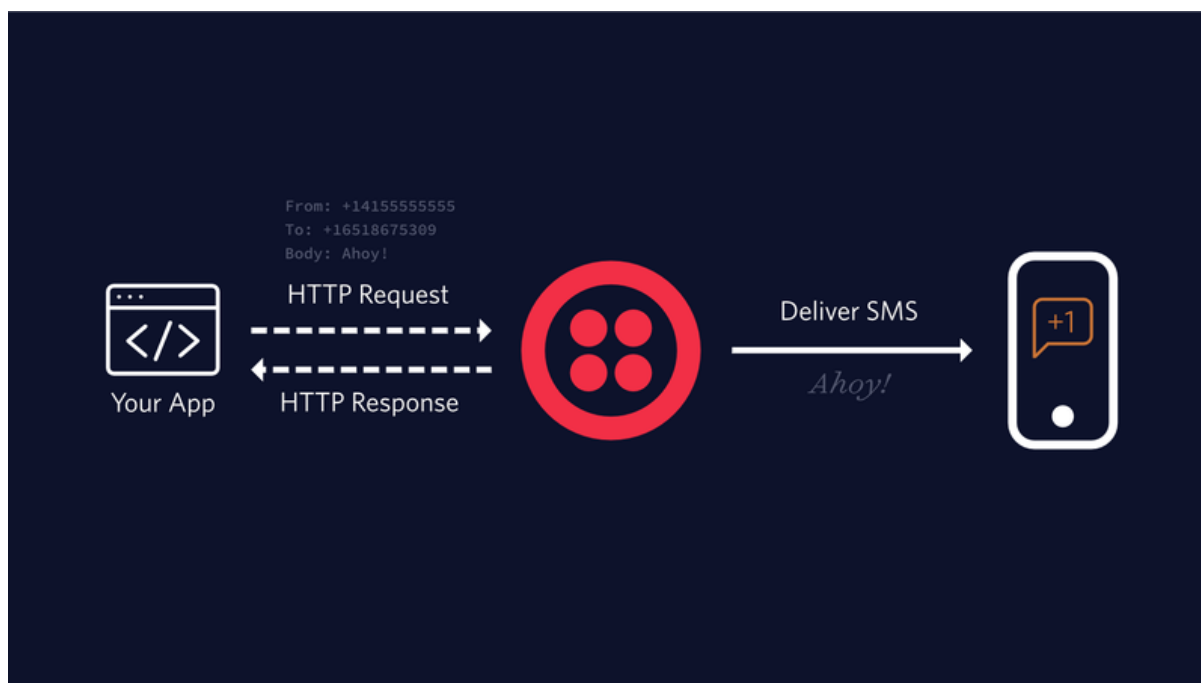 From: +14155555555
To: +16518675309
Body: Ahoy!
HTTP Request
</>
Your App
HTTP Response
Deliver SMS
Ahoy!
+1